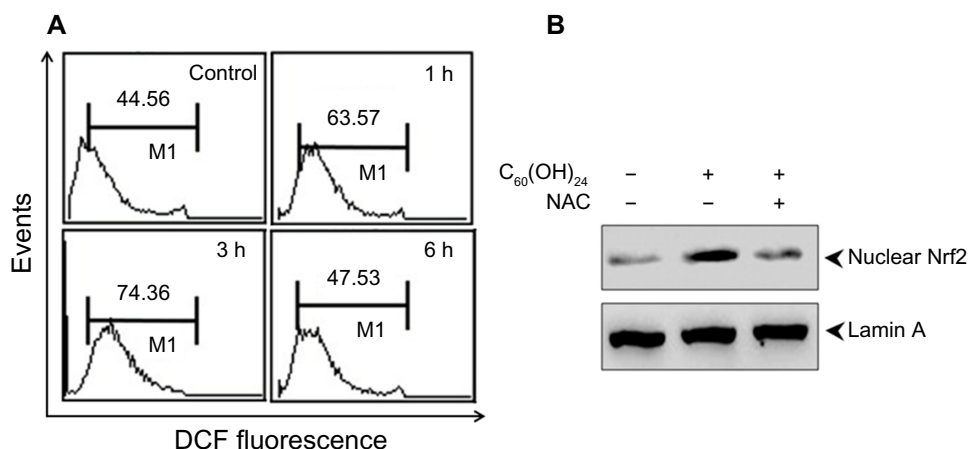 A
Events
Control
44.56
M1
1 h
63.57
M1
3 h
74.36
M1
6 h
47.53
M1
DCF fluorescence
B
C60(OH)24 – + +
NAC – – +
Nuclear Nrf2
Lamin A